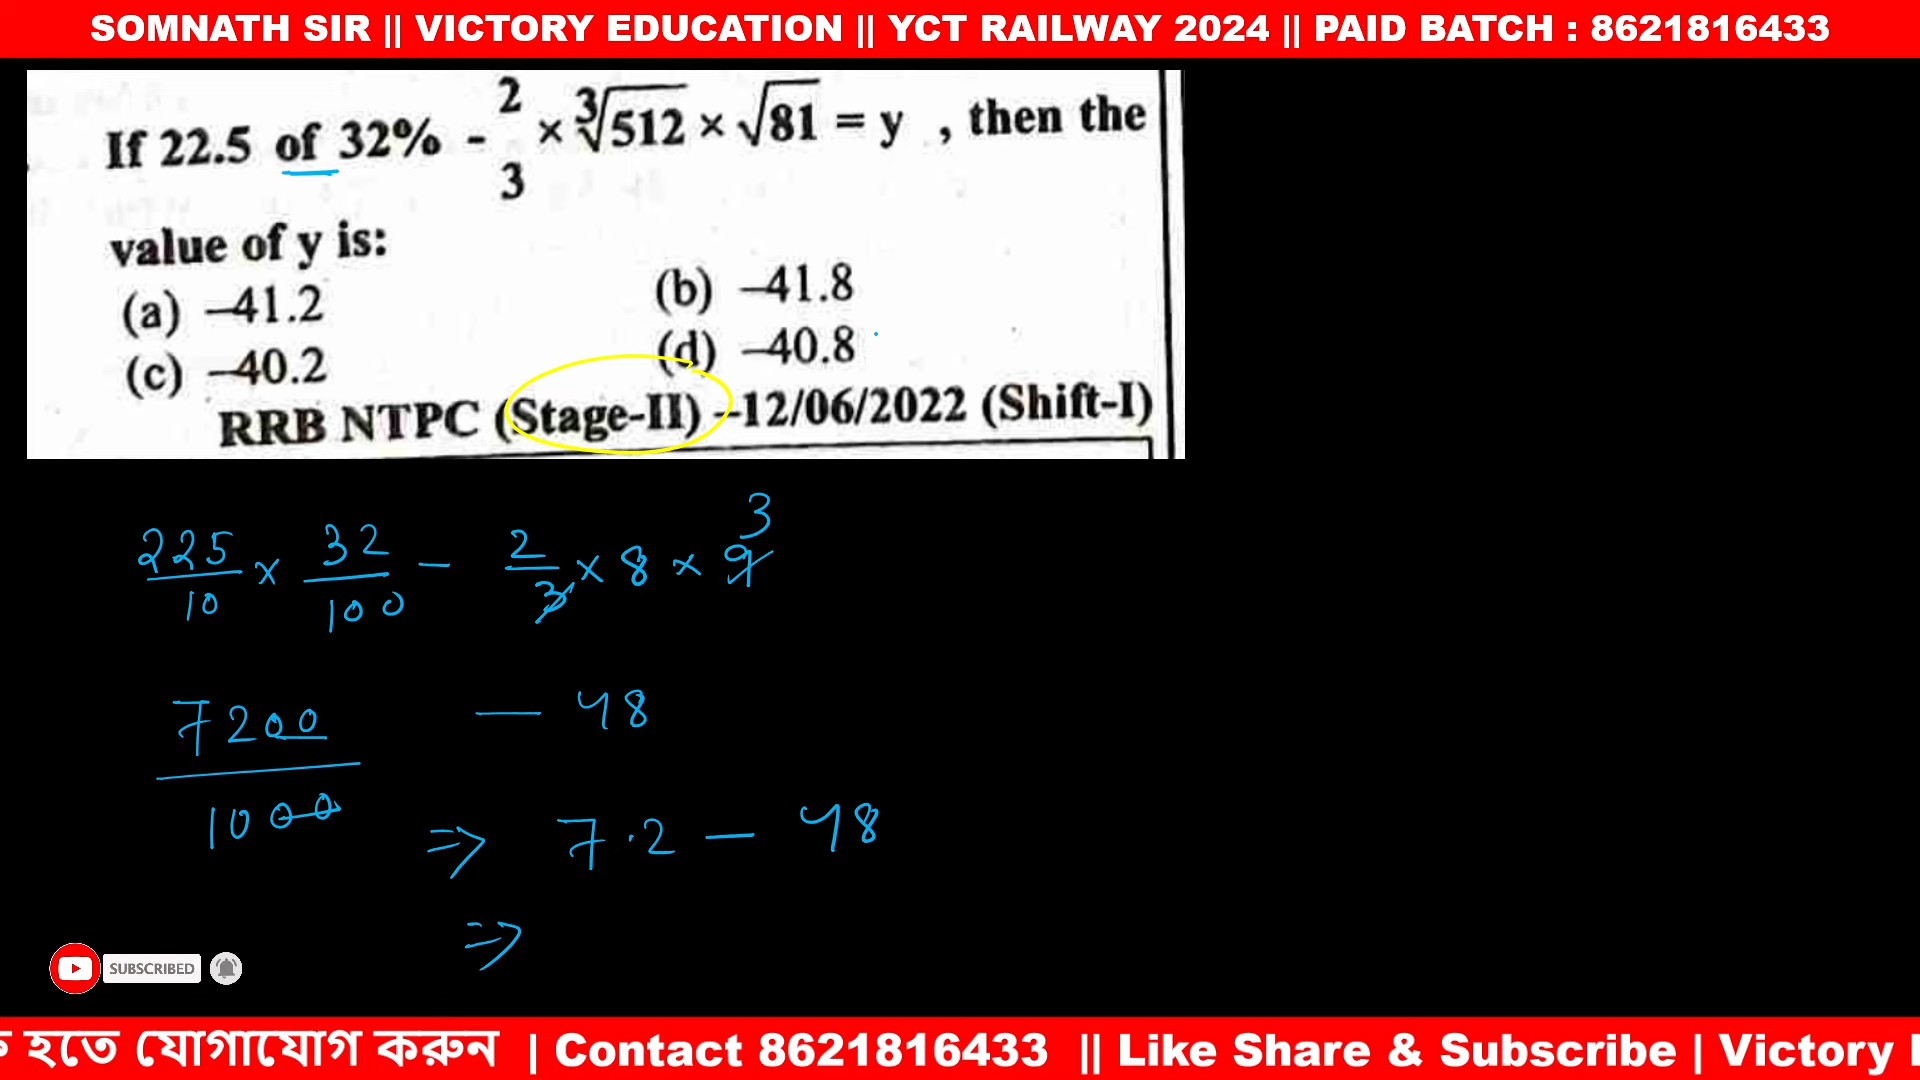 SOMNATH SIR || VICTORY EDUCATION || YCT RAILWAY 2024 || PAID BATCH : 8621816433
If 22.5 of 32% - 2/3 × ∛512 × √81 = y , then the
value of y is:
(a) –41.2 (b) –41.8
(c) –40.2 (d) –40.8
RRB NTPC (Stage-II) –12/06/2022 (Shift-I)
225/10 × 32/100 – 2/3 × 8 × 9 3
7200/1000 – 48
⇒ 7.2 – 48
⇒
SUBSCRIBED
হতে যোগাযোগ করুন | Contact 8621816433 || Like Share & Subscribe | Victory